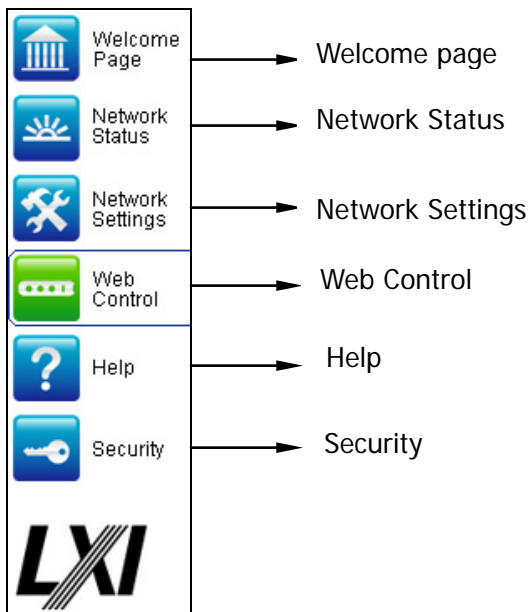 Welcome
Page
Welcome page
Network
Status
Network Status
Network
Settings
Network Settings
Web
Control
Web Control
Help
Help
Security
Security
LXI